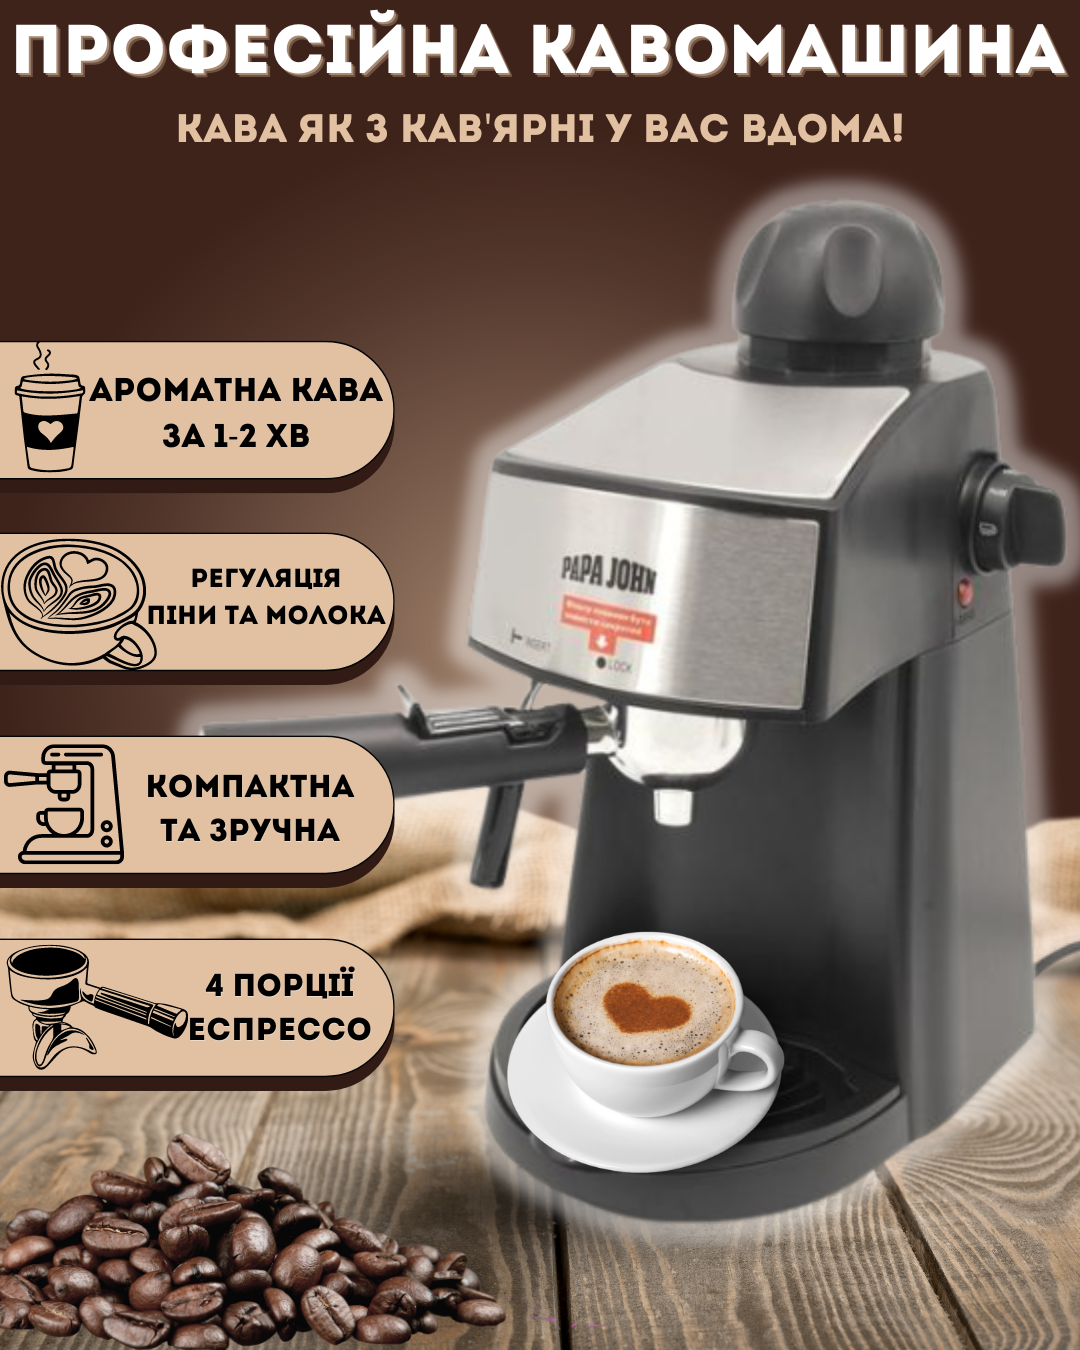 ПРОФЕСІЙНА КАВОМАШИНА
КАВА ЯК З КАВ'ЯРНІ У ВАС ВДОМА!
АРОМАТНА КАВА
ЗА 1-2 ХВ
РЕГУЛЯЦІЯ
ПІНИ ТА МОЛОКА
КОМПАКТНА
ТА ЗРУЧНА
4 ПОРЦІЇ
ЕСПРЕССО
PAPA JOHN
INSERT
LOCK